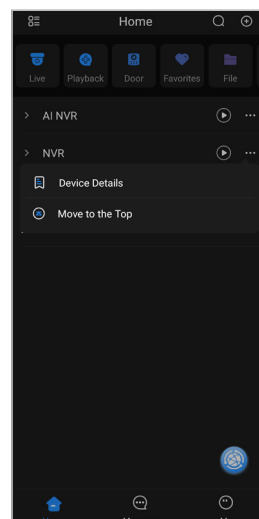 Home
Live Playback Door Favorites File
AI NVR
NVR
Device Details
Move to the Top